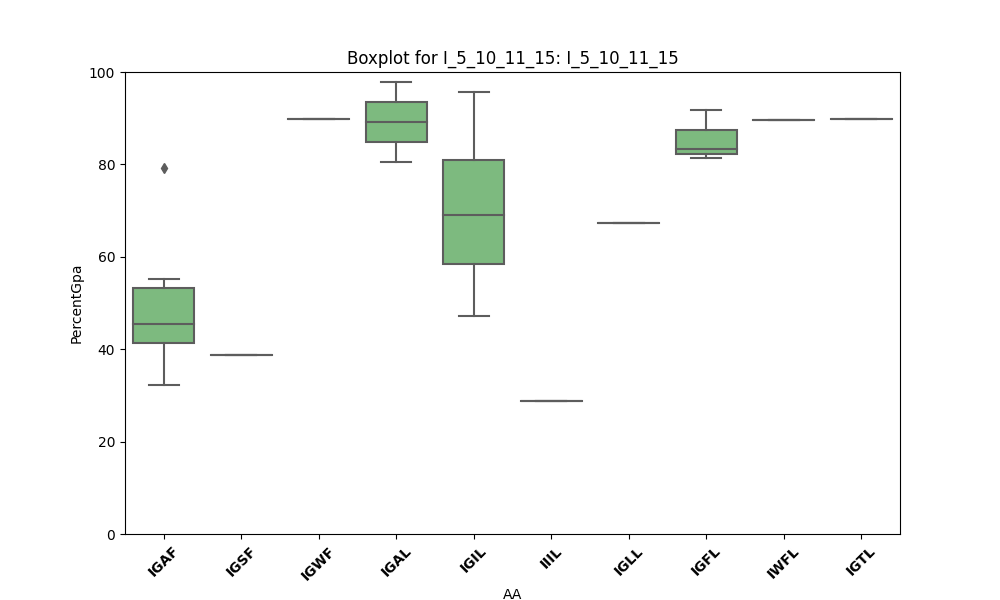 Boxplot for I_5_10_11_15: I_5_10_11_15
100
80
60
40
20
0
PercentGpa
IGAF
IGSF
IGWF
IGAL
IGIL
IIIL
IGLL
IGFL
IWFL
IGTL
AA